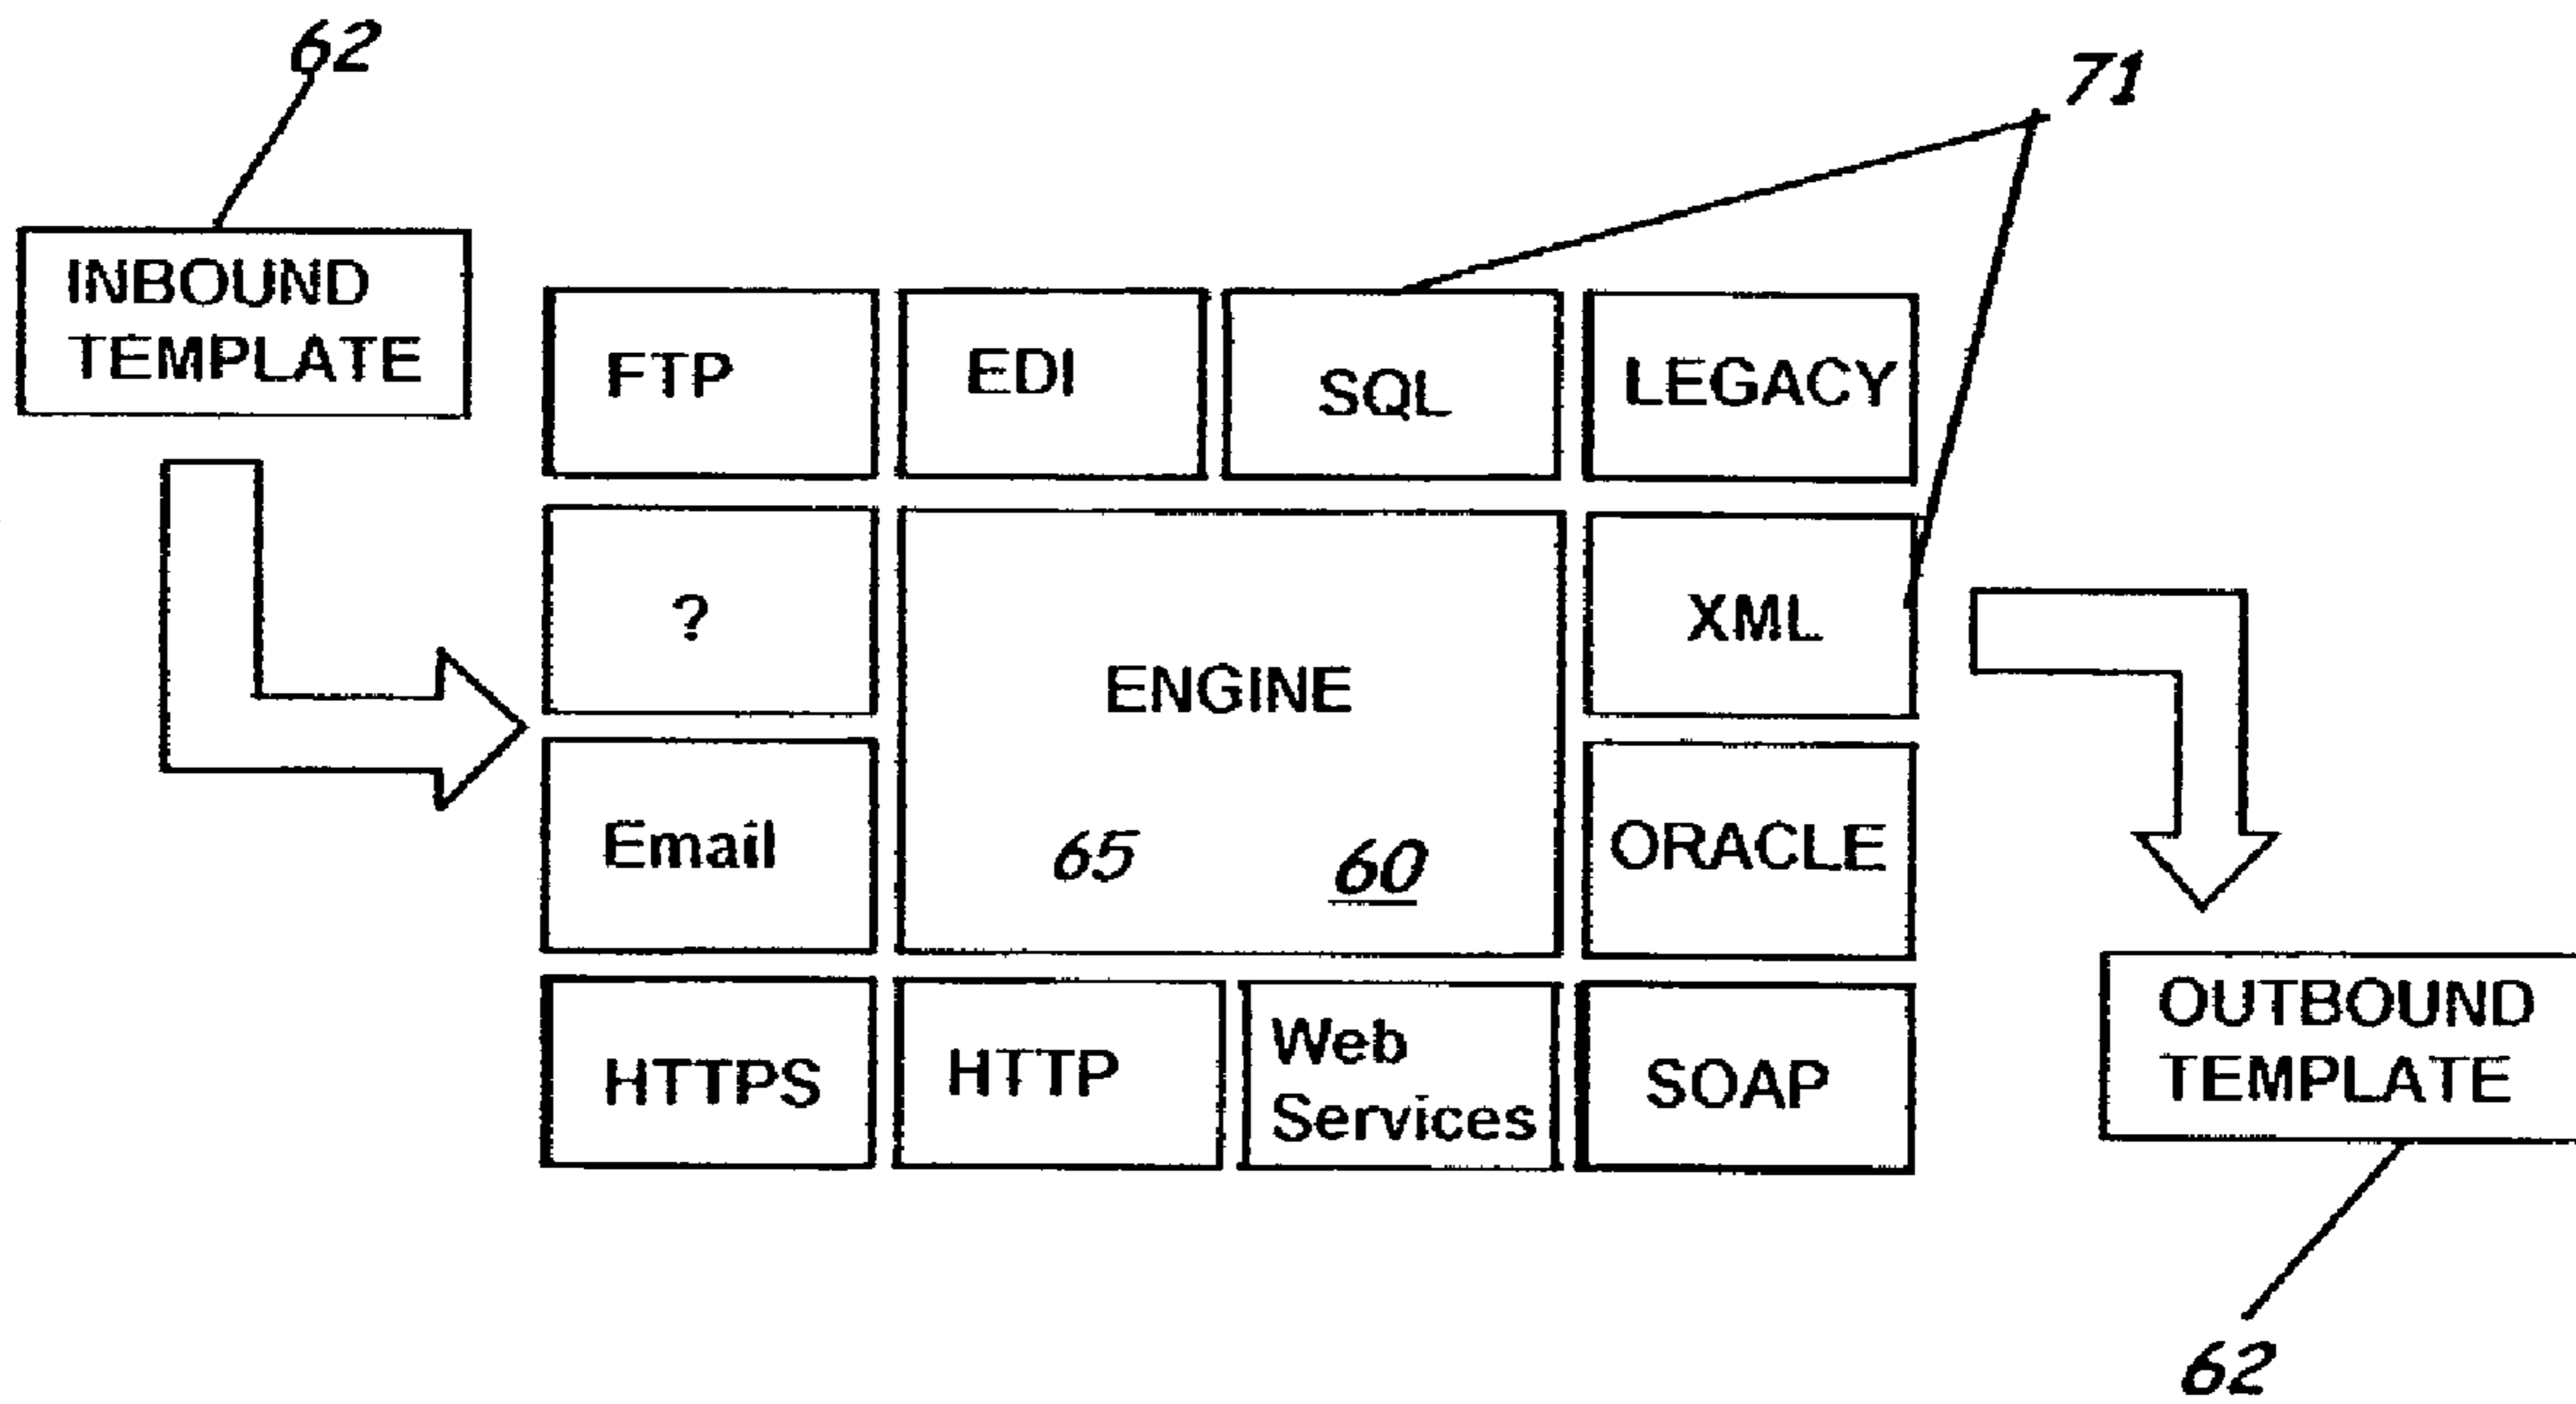 62
71
INBOUND
TEMPLATE
FTP
EDI
SQL
LEGACY
?
ENGINE
XML
Email
65
60
ORACLE
HTTPS
HTTP
Web
Services
SOAP
OUTBOUND
TEMPLATE
62